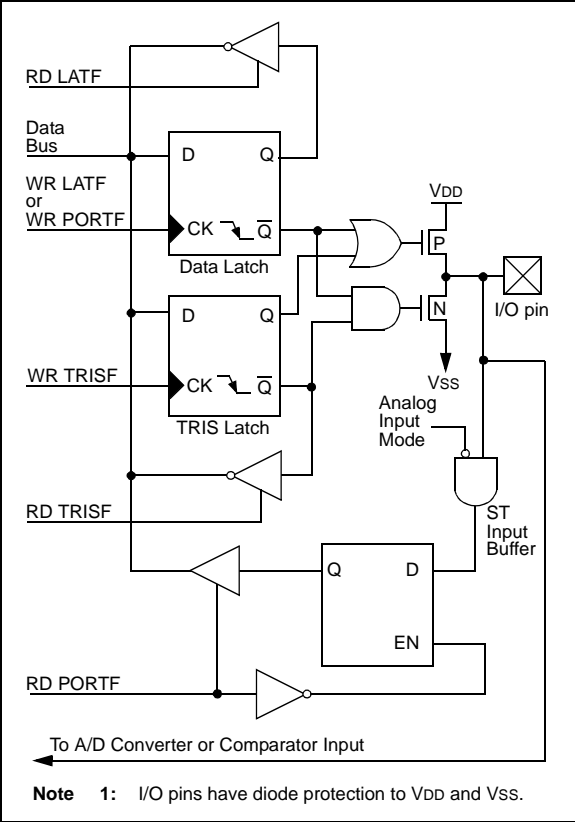 RD LATF
Data
Bus
D
Q
WR LATF
or
WR PORTF
CK
Q
Data Latch
VDD
P
N
I/O pin
VSS
D
Q
WR TRISF
CK
Q
TRIS Latch
Analog
Input
Mode
RD TRISF
ST
Input
Buffer
Q
D
EN
RD PORTF
To A/D Converter or Comparator Input
Note 1: I/O pins have diode protection to VDD and VSS.